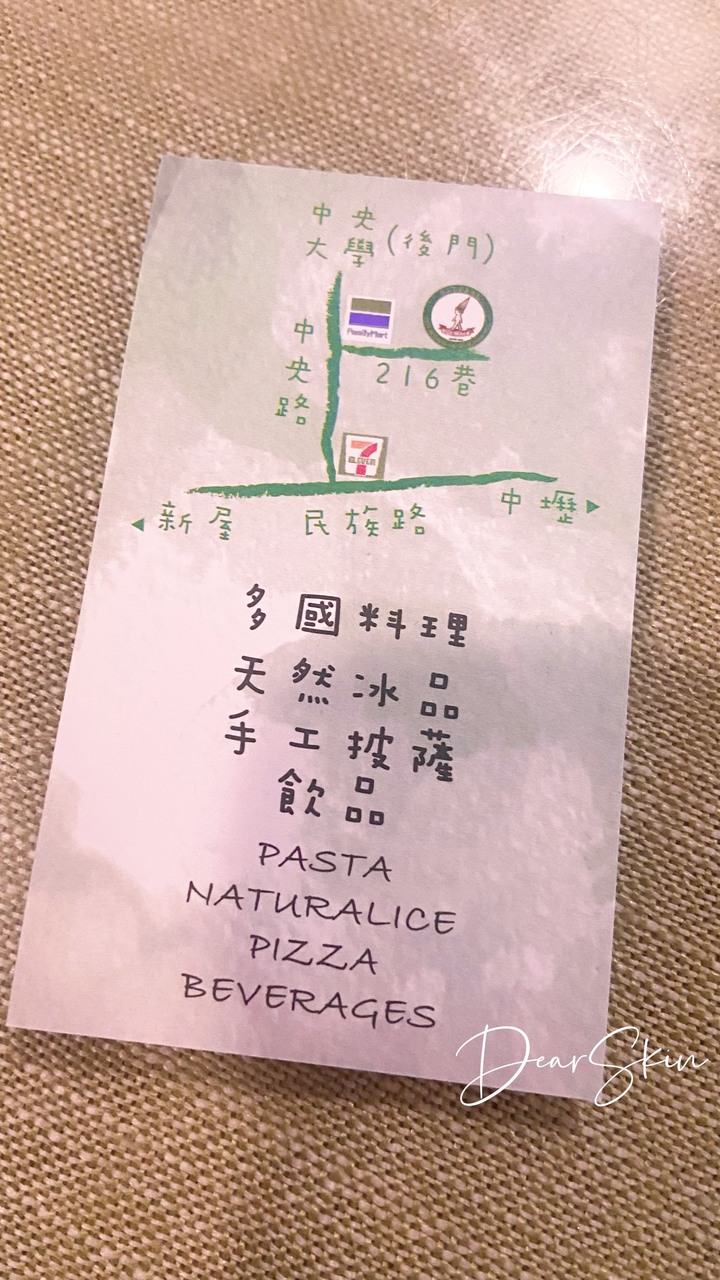 中央
大學(後門)
FamilyMart
中央路
216巷
7
ELEVEN
新屋 民族路 中壢
多國料理
天然冰品
手工披薩
飲品
PASTA
NATURALICE
PIZZA
BEVERAGES
DearSkin